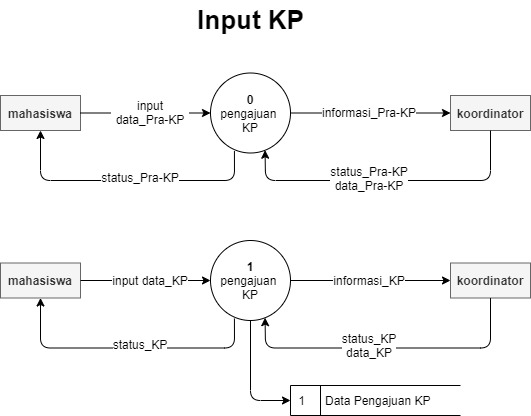 Input KP
mahasiswa
input
data_Pra-KP
0
pengajuan
KP
informasi_Pra-KP
koordinator
status_Pra-KP
status_Pra-KP
data_Pra-KP
mahasiswa
input data_KP
1
pengajuan
KP
informasi_KP
koordinator
status_KP
status_KP
data_KP
1 Data Pengajuan KP